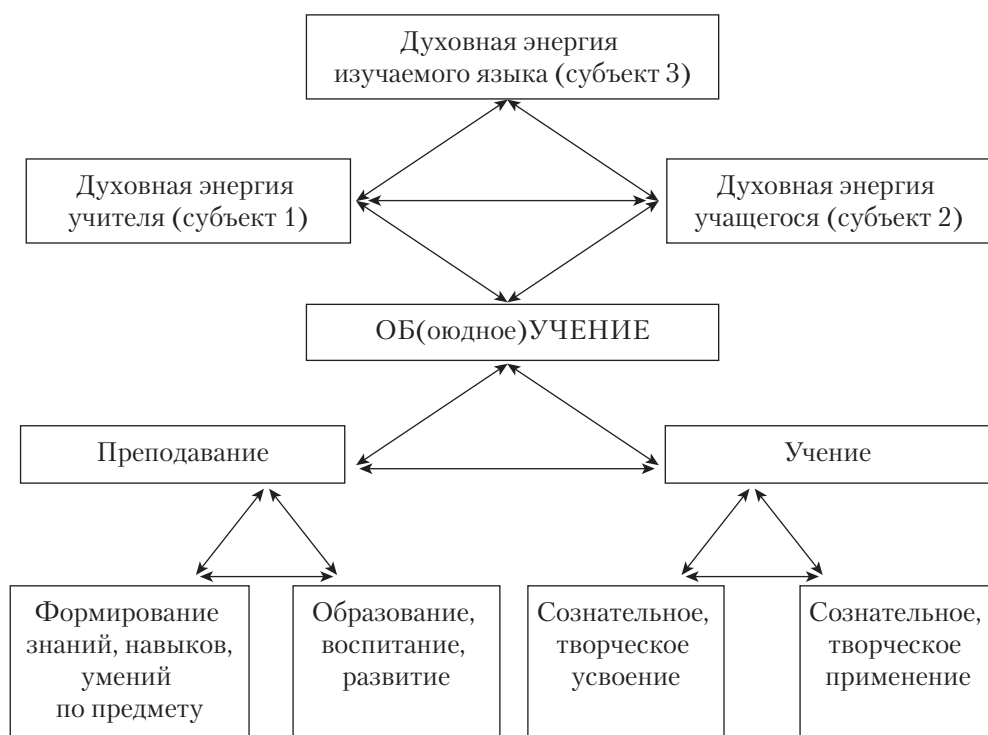 Духовная энергия
изучаемого языка (субъект 3)
Духовная энергия
учителя (субъект 1)
Духовная энергия
учащегося (субъект 2)
ОБ(оюдное)УЧЕНИЕ
Преподавание
Учение
Формирование
знаний, навыков,
умений
по предмету
Образование,
воспитание,
развитие
Сознательное,
творческое
усвоение
Сознательное,
творческое
применение